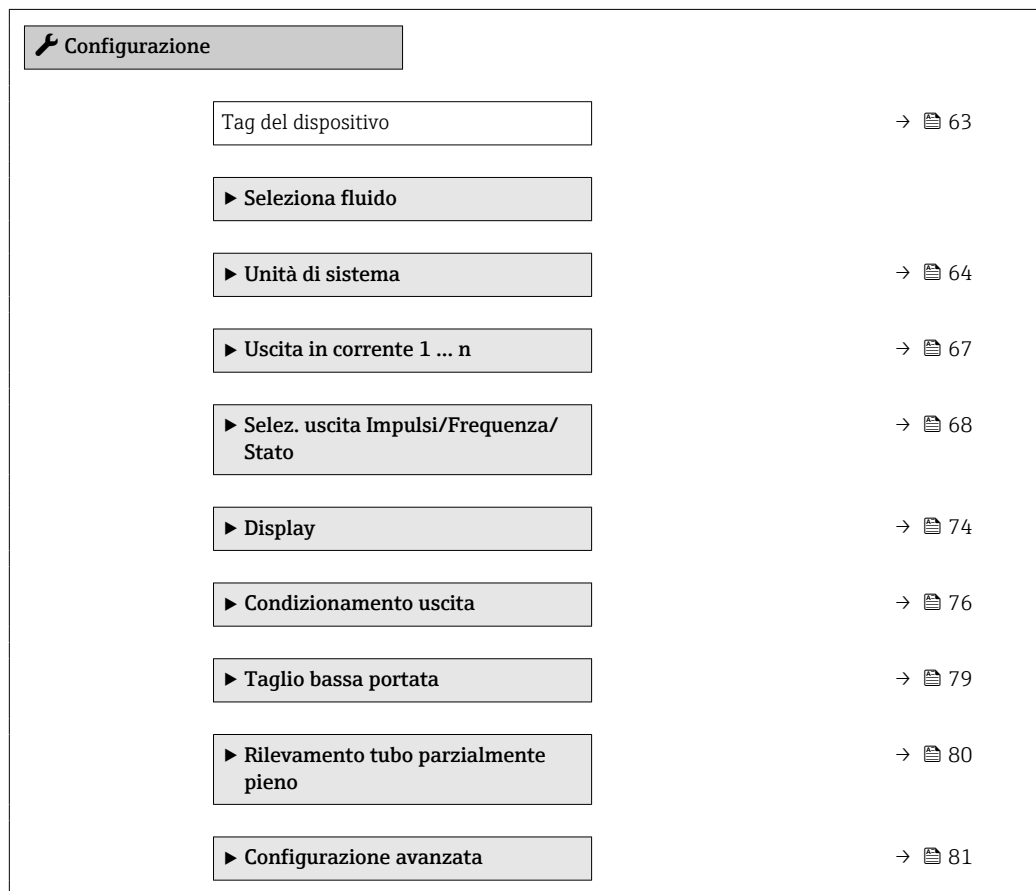 Configurazione
Tag del dispositivo → 63
▶ Seleziona fluido
▶ Unità di sistema → 64
▶ Uscita in corrente 1 ... n → 67
▶ Selez. uscita Impulsi/Frequenza/ → 68
Stato
▶ Display → 74
▶ Condizionamento uscita → 76
▶ Taglio bassa portata → 79
▶ Rilevamento tubo parzialmente → 80
pieno
▶ Configurazione avanzata → 81